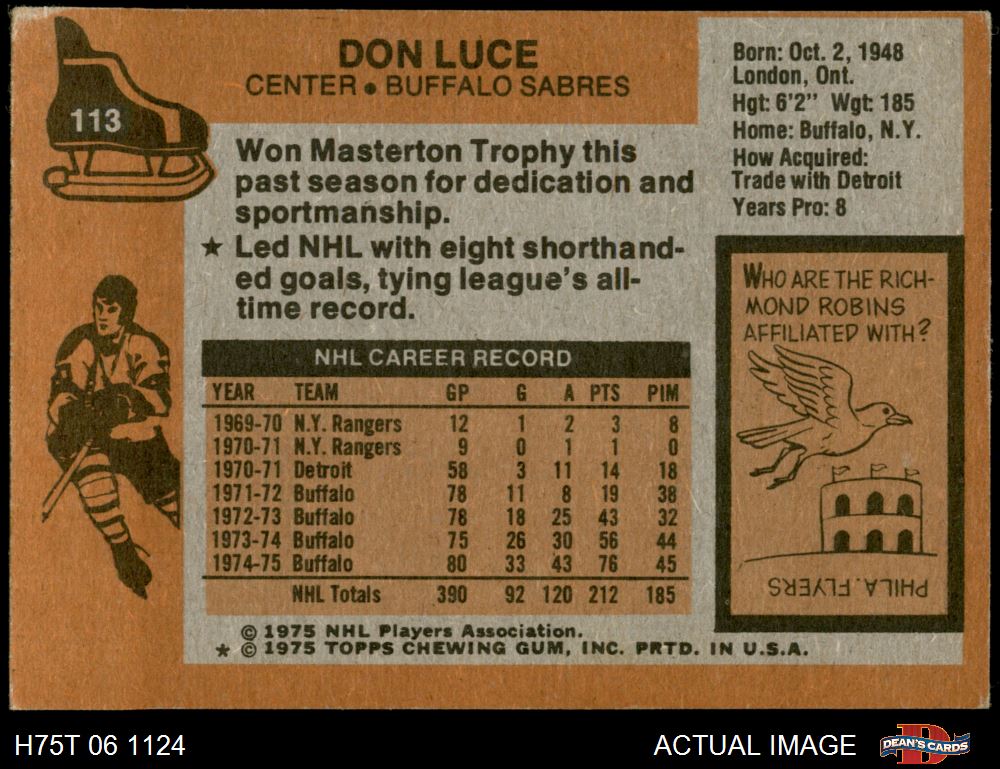 113
DON LUCE
CENTER • BUFFALO SABRES
Born: Oct. 2, 1948
London, Ont.
Hgt: 6'2" Wgt: 185
Home: Buffalo, N.Y.
How Acquired:
Trade with Detroit
Years Pro: 8
Won Masterton Trophy this
past season for dedication and
sportmanship.
★ Led NHL with eight shorthand-
ed goals, tying league's all-
time record.
NHL CAREER RECORD
YEAR TEAM GP G A PTS PIM
1969-70 N.Y. Rangers 12 1 2 3 8
1970-71 N.Y. Rangers 9 0 1 1 0
1970-71 Detroit 58 3 11 14 18
1971-72 Buffalo 78 11 8 19 38
1972-73 Buffalo 78 18 25 43 32
1973-74 Buffalo 75 26 30 56 44
1974-75 Buffalo 80 33 43 76 45
NHL Totals 390 92 120 212 185
WHO ARE THE RICH-
MOND ROBINS
AFFILIATED WITH?
PHILA. FLYERS
© 1975 NHL Players Association.
* © 1975 TOPPS CHEWING GUM, INC. PRTD. IN U.S.A.
H75T 06 1124
ACTUAL IMAGE
D
DEAN'S CARDS